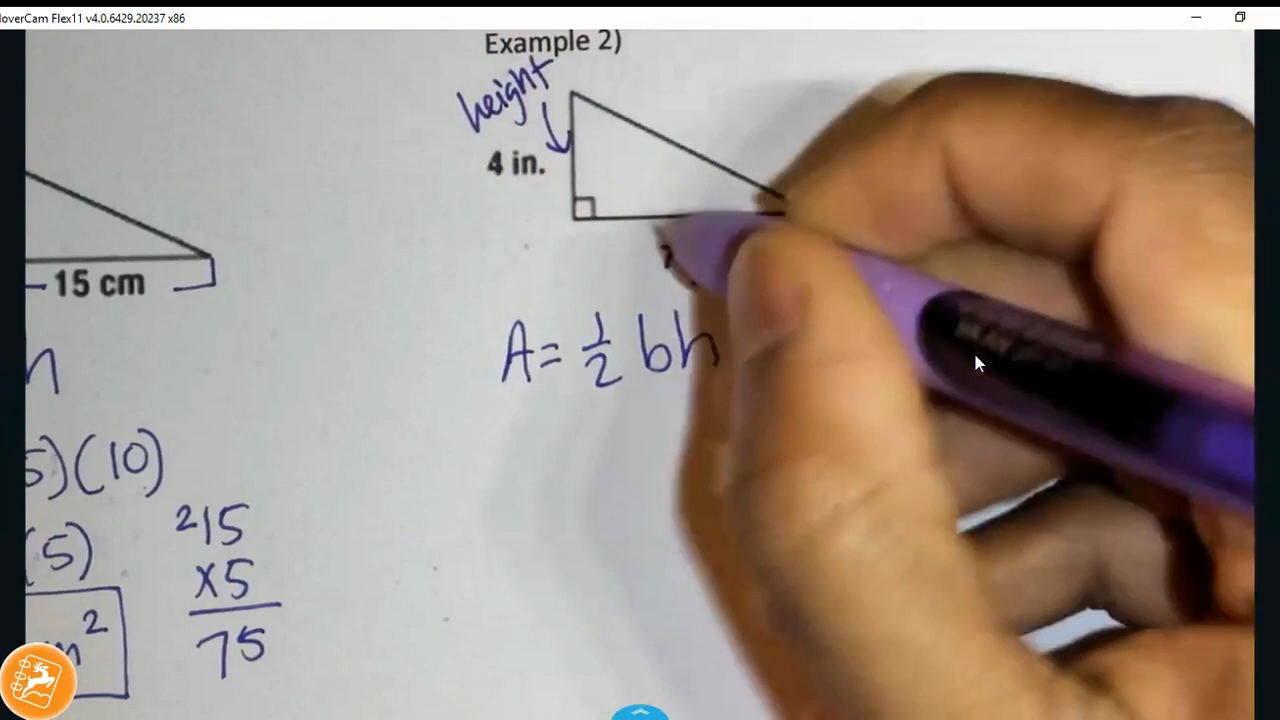 loverCam Flex11 v4.0.6429.20237 x86
Example 2)
height
4 in.
15 cm
A = 1/2 bh
h
5)(10)
(5)
m²
²15
x5
75